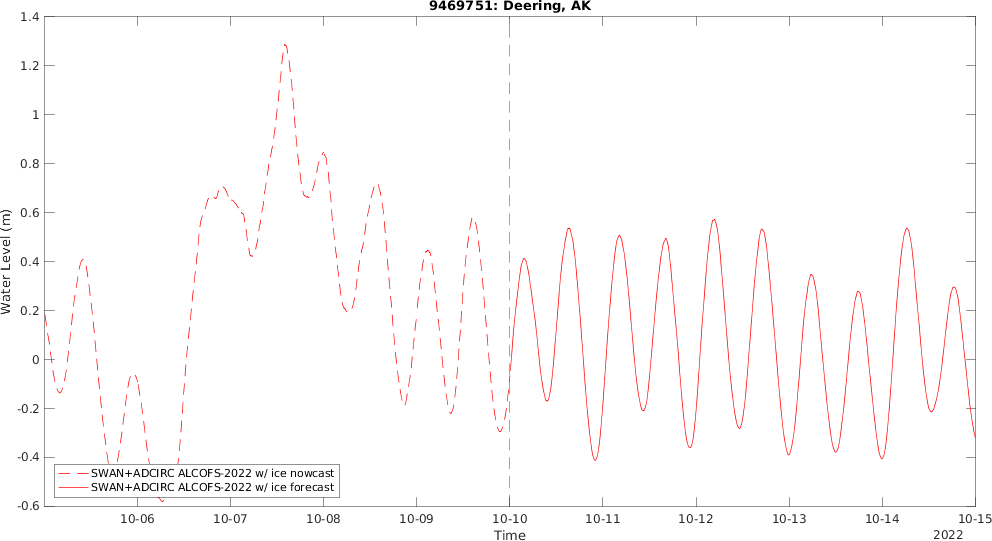 9469751: Deering, AK
1.4
1.2
1
0.8
0.6
0.4
0.2
0
-0.2
-0.4
-0.6
Water Level (m)
SWAN+ADCIRC ALCOFS-2022 w/ ice nowcast
SWAN+ADCIRC ALCOFS-2022 w/ ice forecast
10-06 10-07 10-08 10-09 10-10 10-11 10-12 10-13 10-14 10-15
Time
2022